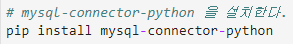 # mysql-connector-python 을 설치한다.
pip install mysql-connector-python